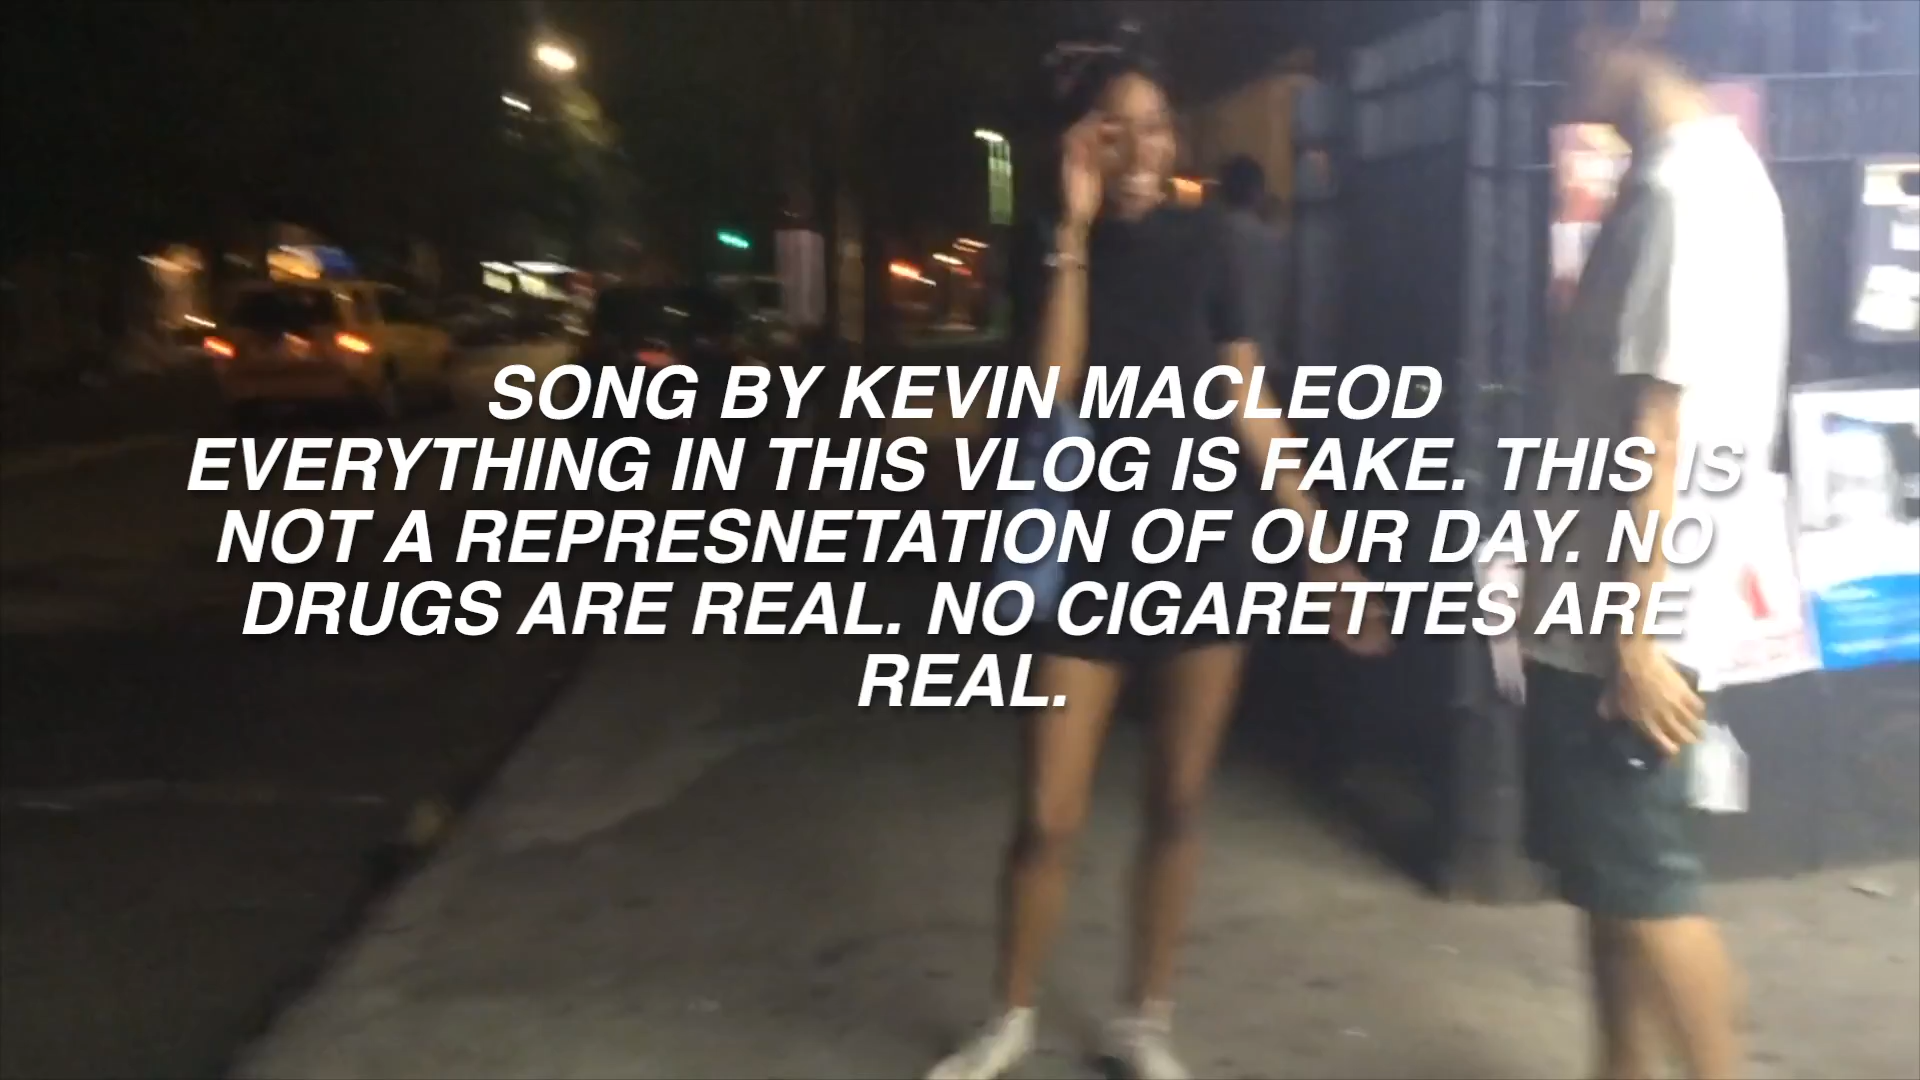 SONG BY KEVIN MACLEOD
EVERYTHING IN THIS VLOG IS FAKE. THIS IS
NOT A REPRESNETATION OF OUR DAY. NO
DRUGS ARE REAL. NO CIGARETTES ARE
REAL.